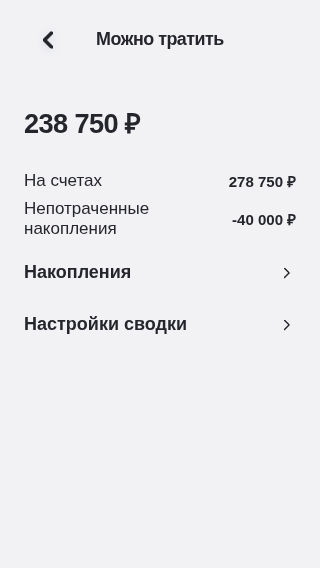 Можно тратить
238 750 ₽
На счетах 278 750 ₽
Непотраченные
накопления -40 000 ₽
Накопления
Настройки сводки